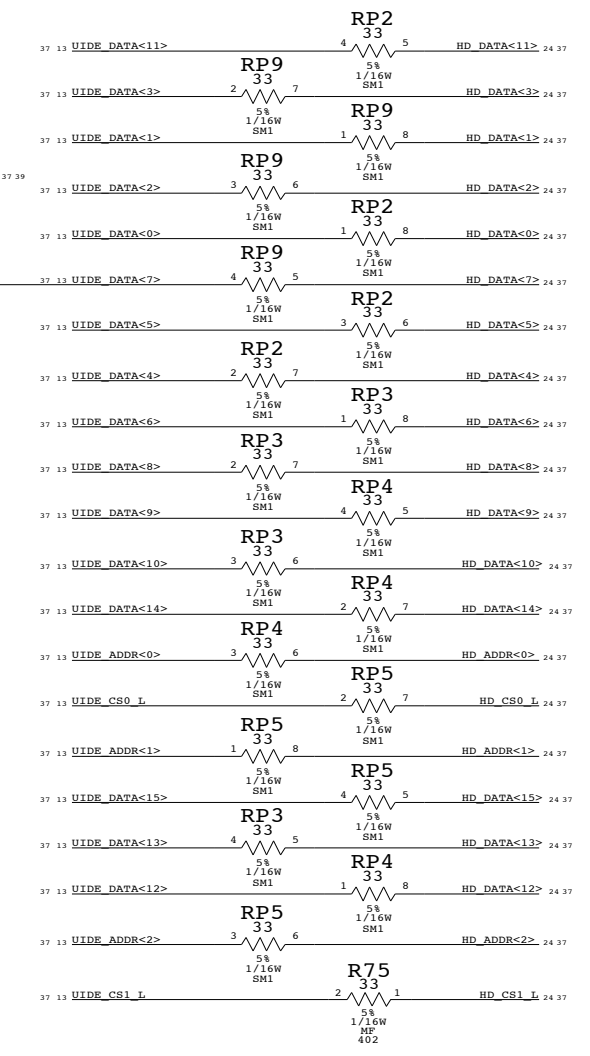 RP2
33
37 13 UIDE_DATA<11> 4 5 HD_DATA<11> 24 37
5%
1/16W
SM1
RP9
33
37 13 UIDE_DATA<3> 2 7 HD_DATA<3> 24 37
5%
1/16W
SM1
RP9
33
37 13 UIDE_DATA<1> 1 8 HD_DATA<1> 24 37
5%
1/16W
SM1
37 39
RP9
33
37 13 UIDE_DATA<2> 3 6 HD_DATA<2> 24 37
5%
1/16W
SM1
RP2
33
37 13 UIDE_DATA<0> 1 8 HD_DATA<0> 24 37
5%
1/16W
SM1
RP9
33
37 13 UIDE_DATA<7> 4 5 HD_DATA<7> 24 37
5%
1/16W
SM1
RP2
33
37 13 UIDE_DATA<5> 3 6 HD_DATA<5> 24 37
5%
1/16W
SM1
RP2
33
37 13 UIDE_DATA<4> 2 7 HD_DATA<4> 24 37
5%
1/16W
SM1
RP3
33
37 13 UIDE_DATA<6> 1 8 HD_DATA<6> 24 37
5%
1/16W
SM1
RP3
33
37 13 UIDE_DATA<8> 2 7 HD_DATA<8> 24 37
5%
1/16W
SM1
RP4
33
37 13 UIDE_DATA<9> 4 5 HD_DATA<9> 24 37
5%
1/16W
SM1
RP3
33
37 13 UIDE_DATA<10> 3 6 HD_DATA<10> 24 37
5%
1/16W
SM1
RP4
33
37 13 UIDE_DATA<14> 2 7 HD_DATA<14> 24 37
5%
1/16W
SM1
RP4
33
37 13 UIDE_ADDR<0> 3 6 HD_ADDR<0> 24 37
5%
1/16W
SM1
RP5
33
37 13 UIDE_CS0_L 2 7 HD_CS0_L 24 37
5%
1/16W
SM1
RP5
33
37 13 UIDE_ADDR<1> 1 8 HD_ADDR<1> 24 37
5%
1/16W
SM1
RP5
33
37 13 UIDE_DATA<15> 4 5 HD_DATA<15> 24 37
5%
1/16W
SM1
RP3
33
37 13 UIDE_DATA<13> 4 5 HD_DATA<13> 24 37
5%
1/16W
SM1
RP4
33
37 13 UIDE_DATA<12> 1 8 HD_DATA<12> 24 37
5%
1/16W
SM1
RP5
33
37 13 UIDE_ADDR<2> 3 6 HD_ADDR<2> 24 37
5%
1/16W
SM1
R75
33
37 13 UIDE_CS1_L 2 1 HD_CS1_L 24 37
5%
1/16W
MF
402